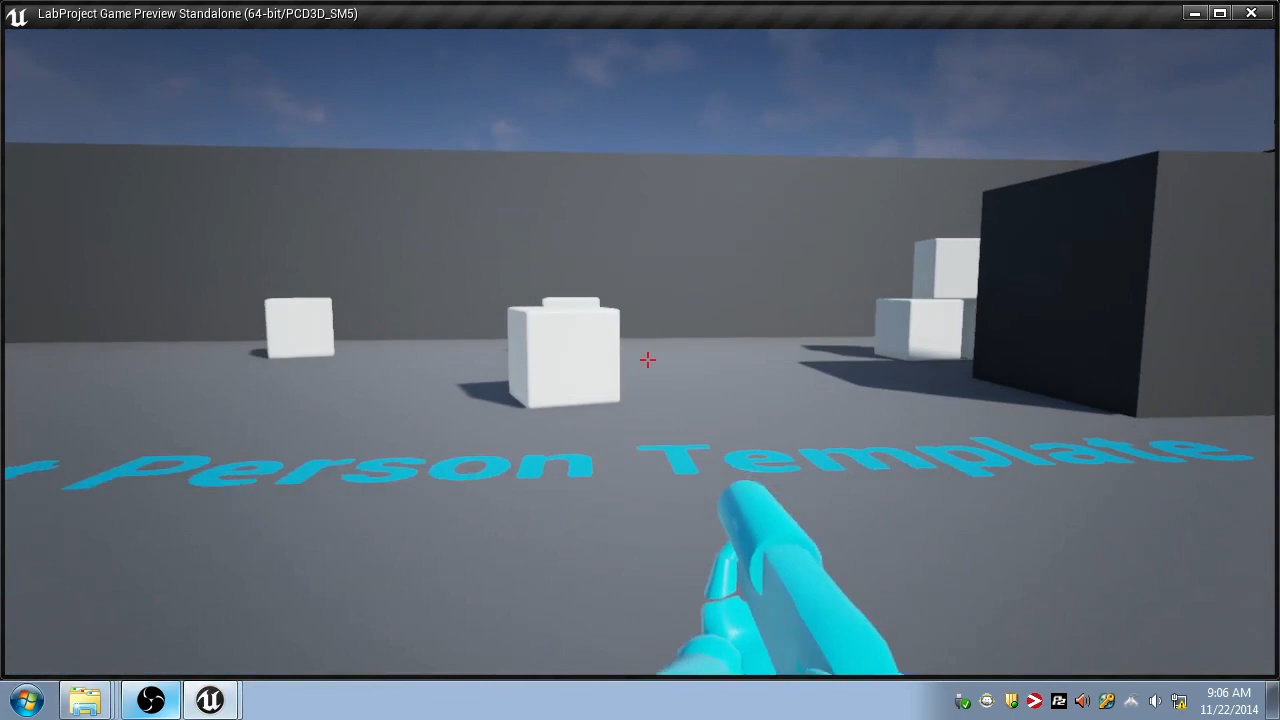 LabProject Game Preview Standalone (64-bit/PCD3D_SM5)
Person Template
9:06 AM
11/22/2014